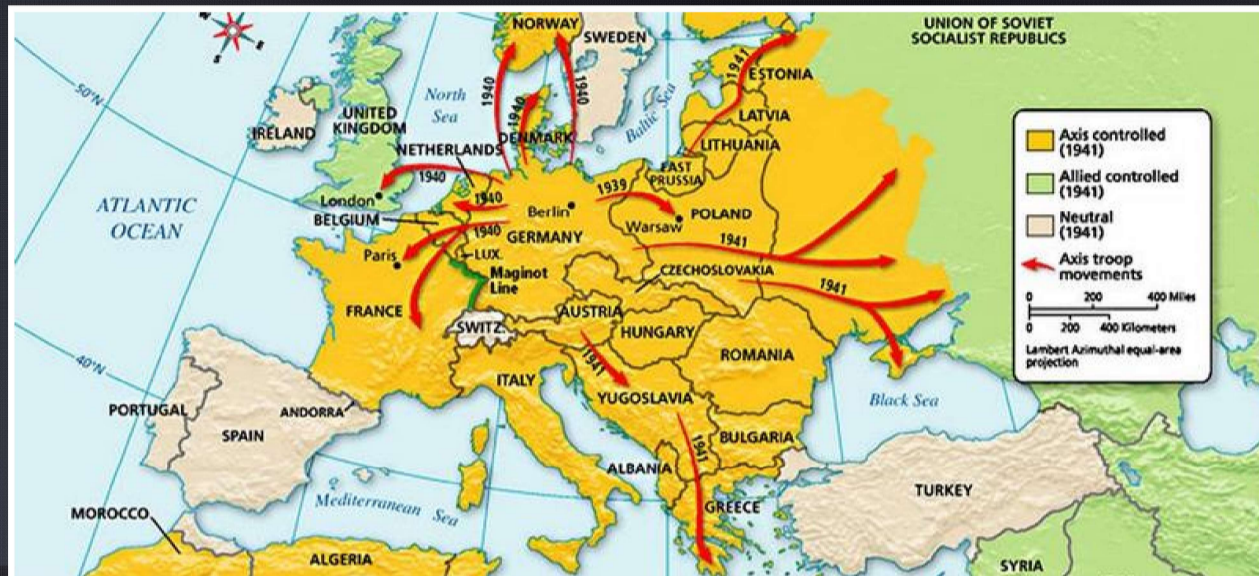 NORWAY
SWEDEN
UNION OF SOVIET
SOCIALIST REPUBLICS
N
S
50°N
North
Sea
1940
1940
1940
Baltic Sea
1941
ESTONIA
LATVIA
LITHUANIA
IRELAND
UNITED
KINGDOM
DENMARK
NETHERLANDS
EAST
PRUSSIA
1940
1939
London
1940
Berlin
POLAND
Warsaw
ATLANTIC
OCEAN
BELGIUM
1940
GERMANY
1941
Paris
LUX.
CZECHOSLOVAKIA
Maginot
Line
1941
FRANCE
SWITZ.
AUSTRIA
HUNGARY
ROMANIA
1941
40°N
ITALY
YUGOSLAVIA
Black Sea
PORTUGAL
ANDORRA
SPAIN
1941
BULGARIA
ALBANIA
TURKEY
Mediterranean Sea
GREECE
MOROCCO
ALGERIA
SYRIA
Axis controlled
(1941)
Allied controlled
(1941)
Neutral
(1941)
Axis troop
movements
0 200 400 Miles
0 200 400 Kilometers
Lambert Azimuthal equal-area
projection